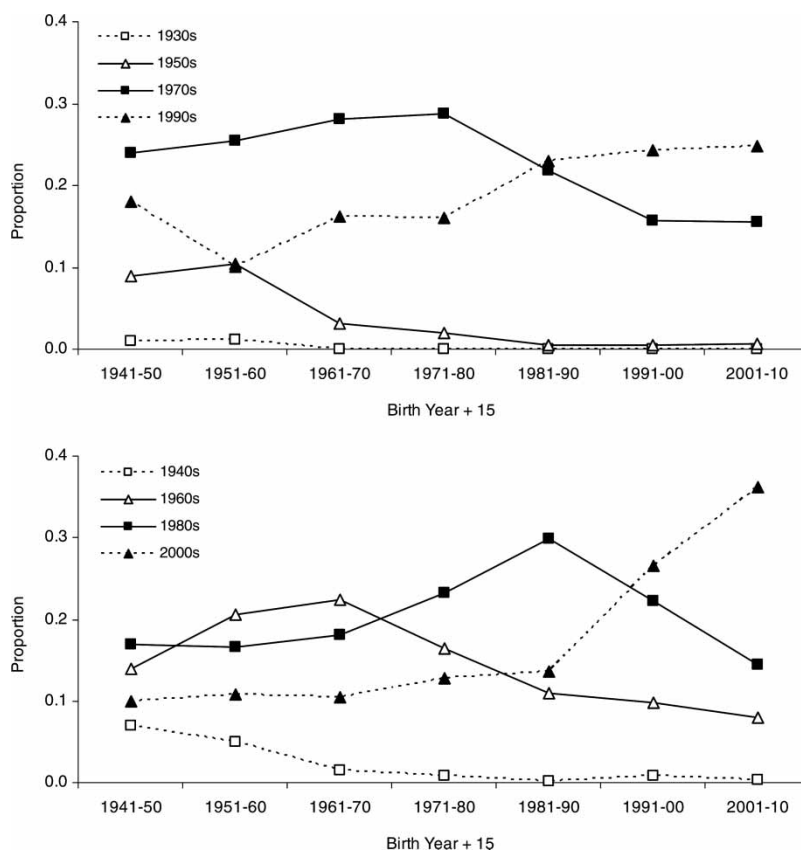 0.4
1930s
1950s
1970s
1990s
0.3
0.2
0.1
0.0
Proportion
1941-50 1951-60 1961-70 1971-80 1981-90 1991-00 2001-10
Birth Year + 15
0.4
1940s
1960s
1980s
2000s
0.3
0.2
0.1
0.0
Proportion
1941-50 1951-60 1961-70 1971-80 1981-90 1991-00 2001-10
Birth Year + 15